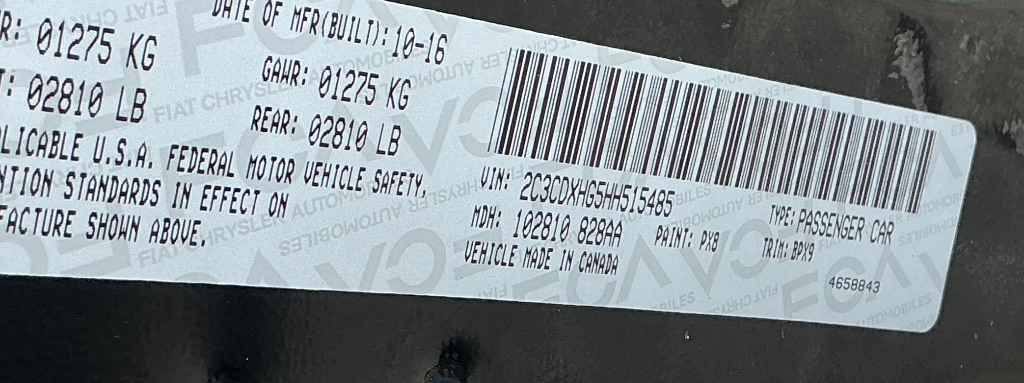 DATE OF MFR(BUILT): 10-16
R: 01275 KG
GAWR: 01275 KG
T: 02810 LB
REAR: 02810 LB
LICABLE U.S.A. FEDERAL MOTOR VEHICLE SAFETY,
NTION STANDARDS IN EFFECT ON
FACTURE SHOWN ABOVE.
VIN: 2C3CDXHG5HH515485
TYPE: PASSENGER CAR
MDH: 102810 828AA
PAINT: PX8
TRIM: BPX9
VEHICLE MADE IN CANADA
4658843